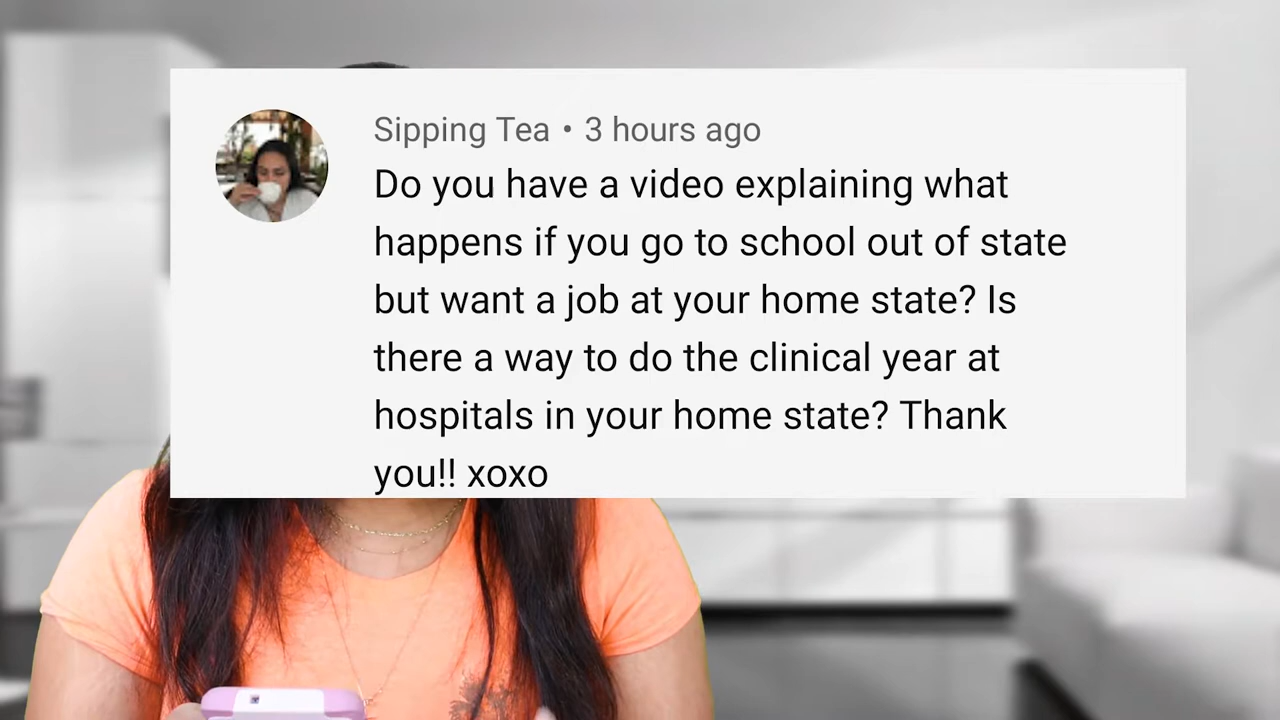 Sipping Tea • 3 hours ago
Do you have a video explaining what
happens if you go to school out of state
but want a job at your home state? Is
there a way to do the clinical year at
hospitals in your home state? Thank
you!! xoxo